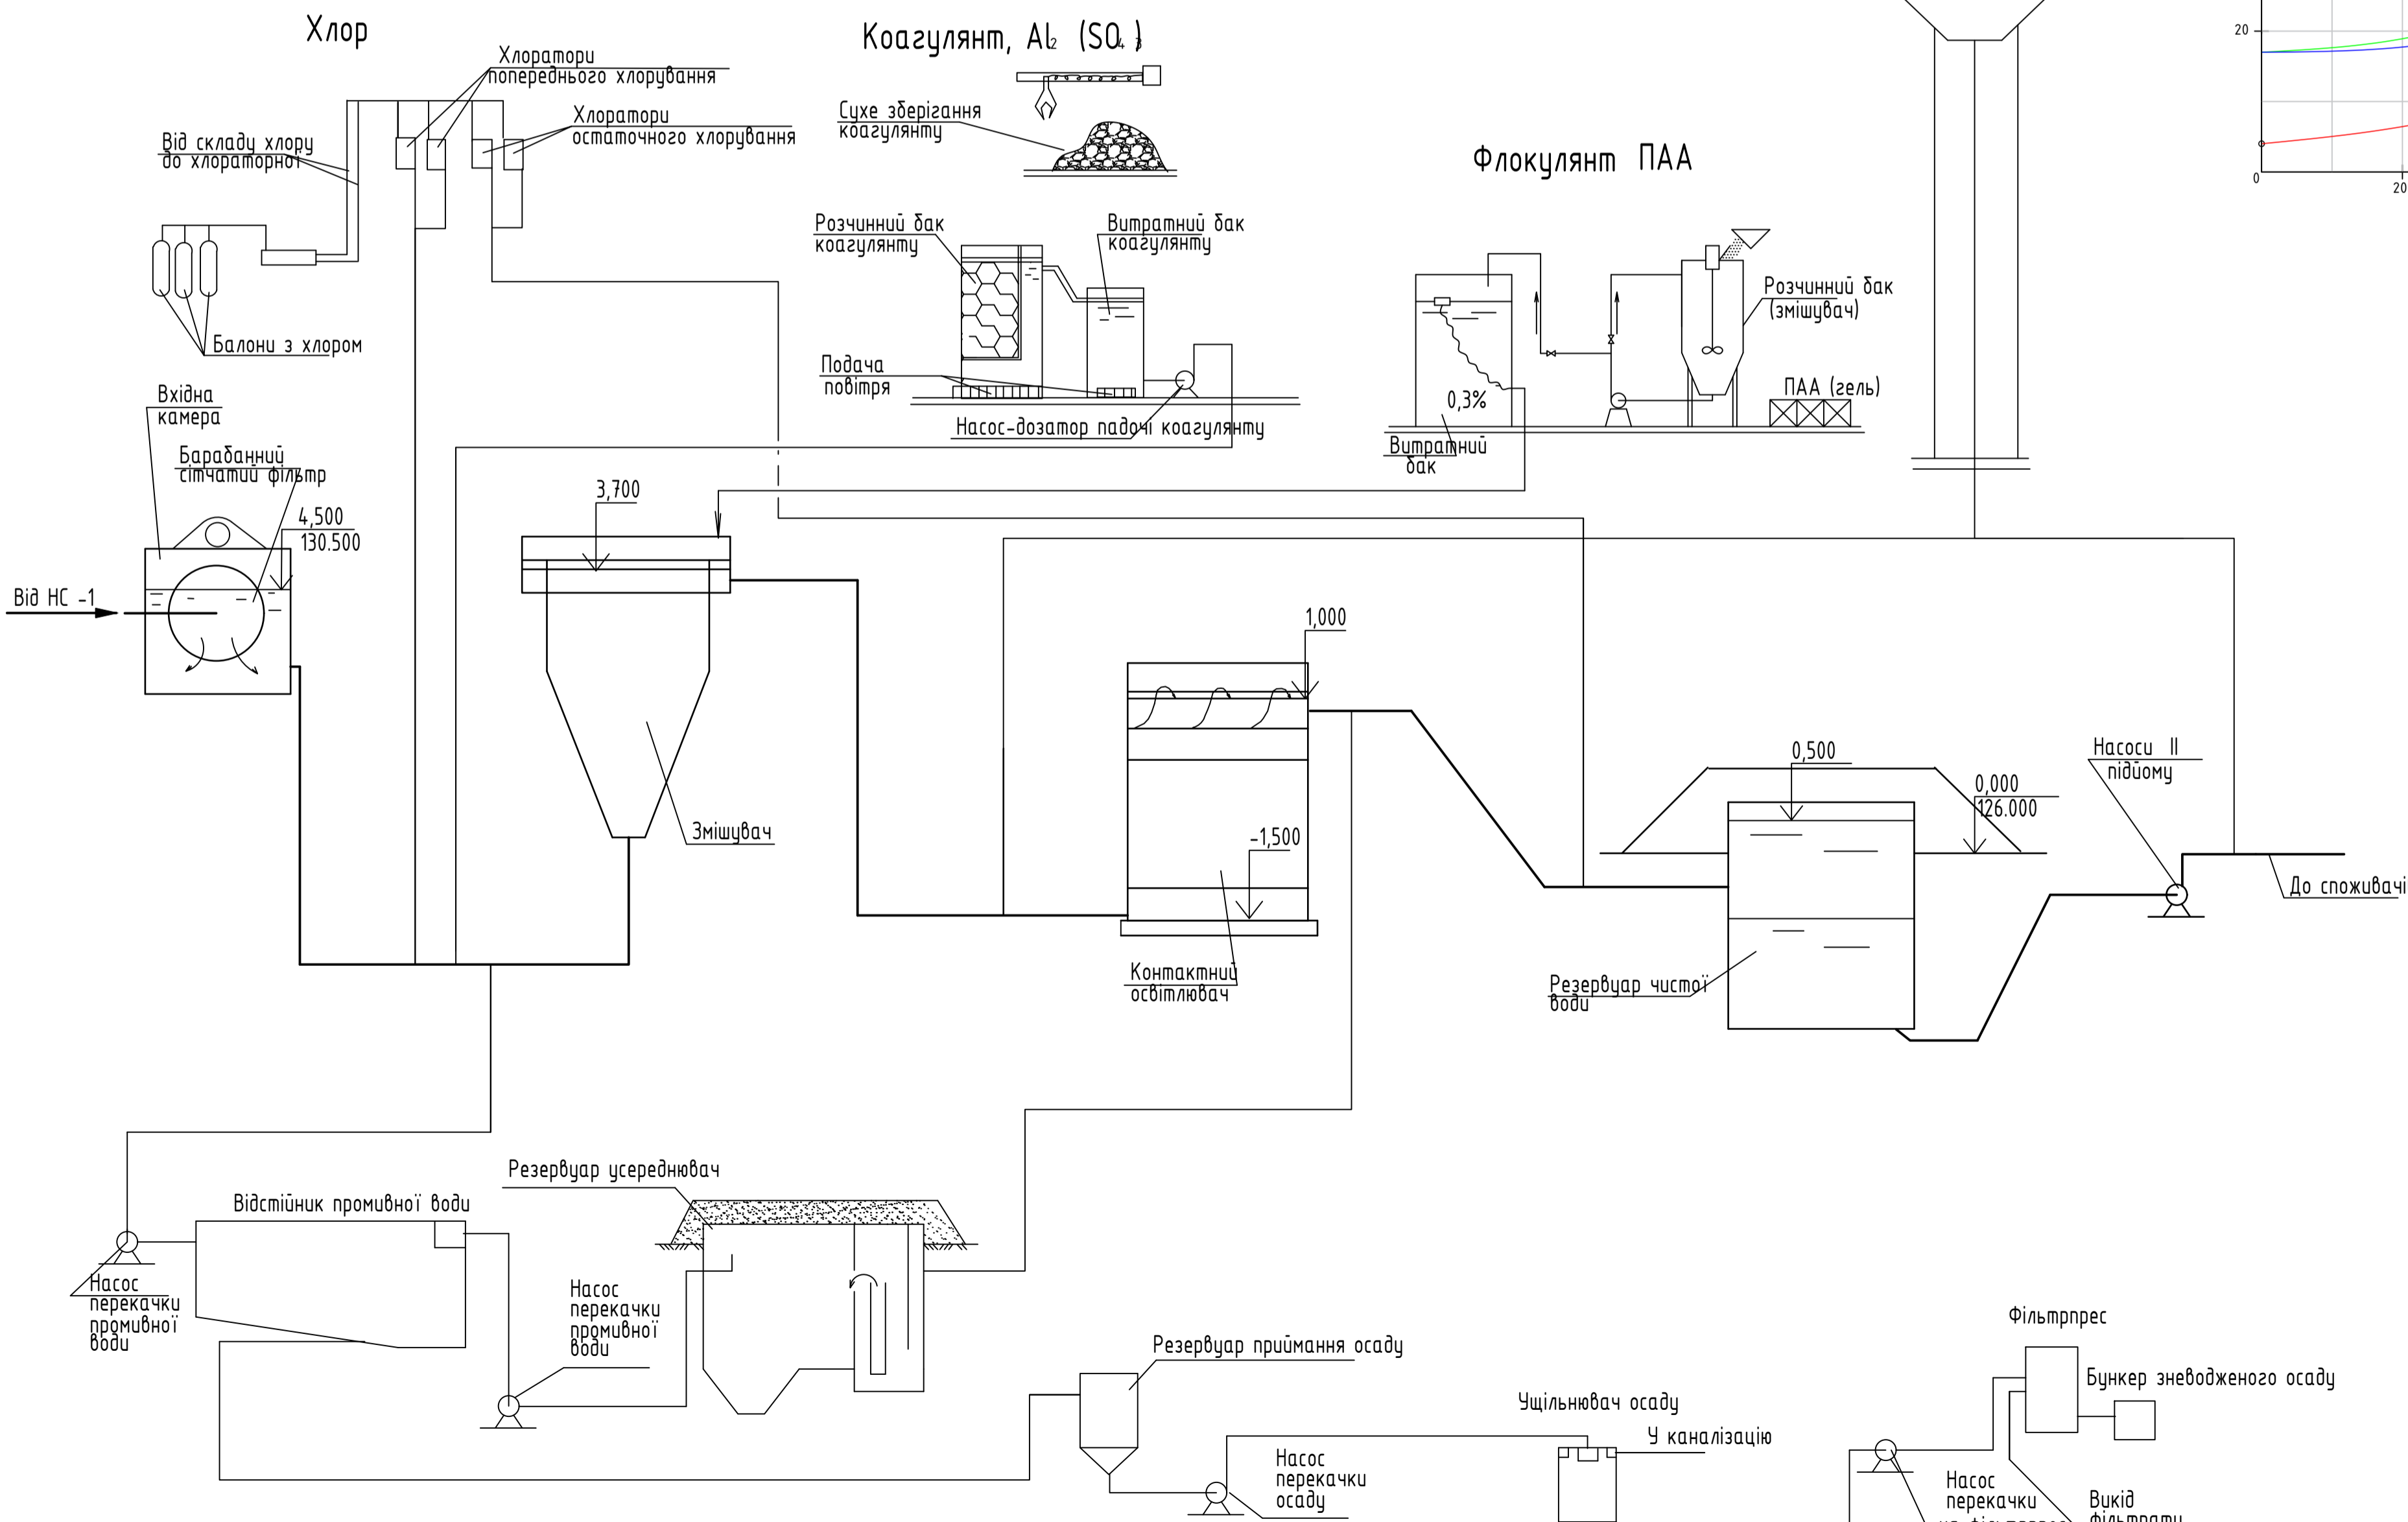 Хлор
Коагулянт, Al₂ (SO₄)₃
20
0
20
Хлоратори
попереднього хлорування
Хлоратори
остаточного хлорування
Від складу хлору
до хлораторної
Балони з хлором
Сухе зберігання
коагулянту
Розчинний бак
коагулянту
Витратний бак
коагулянту
Подача
повітря
Насос-дозатор падочі коагулянту
Флокулянт ПАА
Розчинний бак
(змішувач)
ПАА (гель)
0,3%
Витратний
бак
Вхідна
камера
Барабанний
сітчатий фільтр
4,500
130.500
Від НС -1
3,700
Змішувач
1,000
-1,500
Контактний
освітлювач
0,500
0,000
126.000
Резервуар чистої
води
Насоси II
підйому
До споживачі
Відстійник промивної води
Насос
перекачки
промивної
води
Резервуар усереднювач
Насос
перекачки
промивної
води
Резервуар приймання осаду
Насос
перекачки
осаду
Ущільнювач осаду
У каналізацію
Фільтрпрес
Бункер зневодженого осаду
Насос
перекачки
Викід
фільтрату